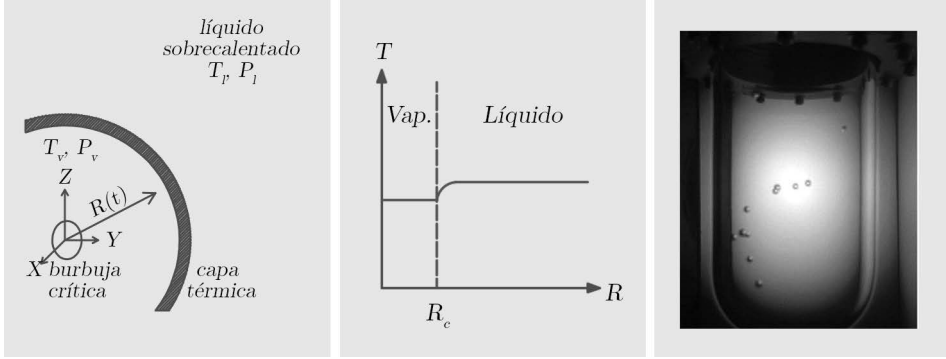 líquido
sobrecalentado
T_l, P_l
T_v, P_v
Z
R(t)
Y
X burbuja
crítica
capa
térmica
T
Vap.
Líquido
R
R_c